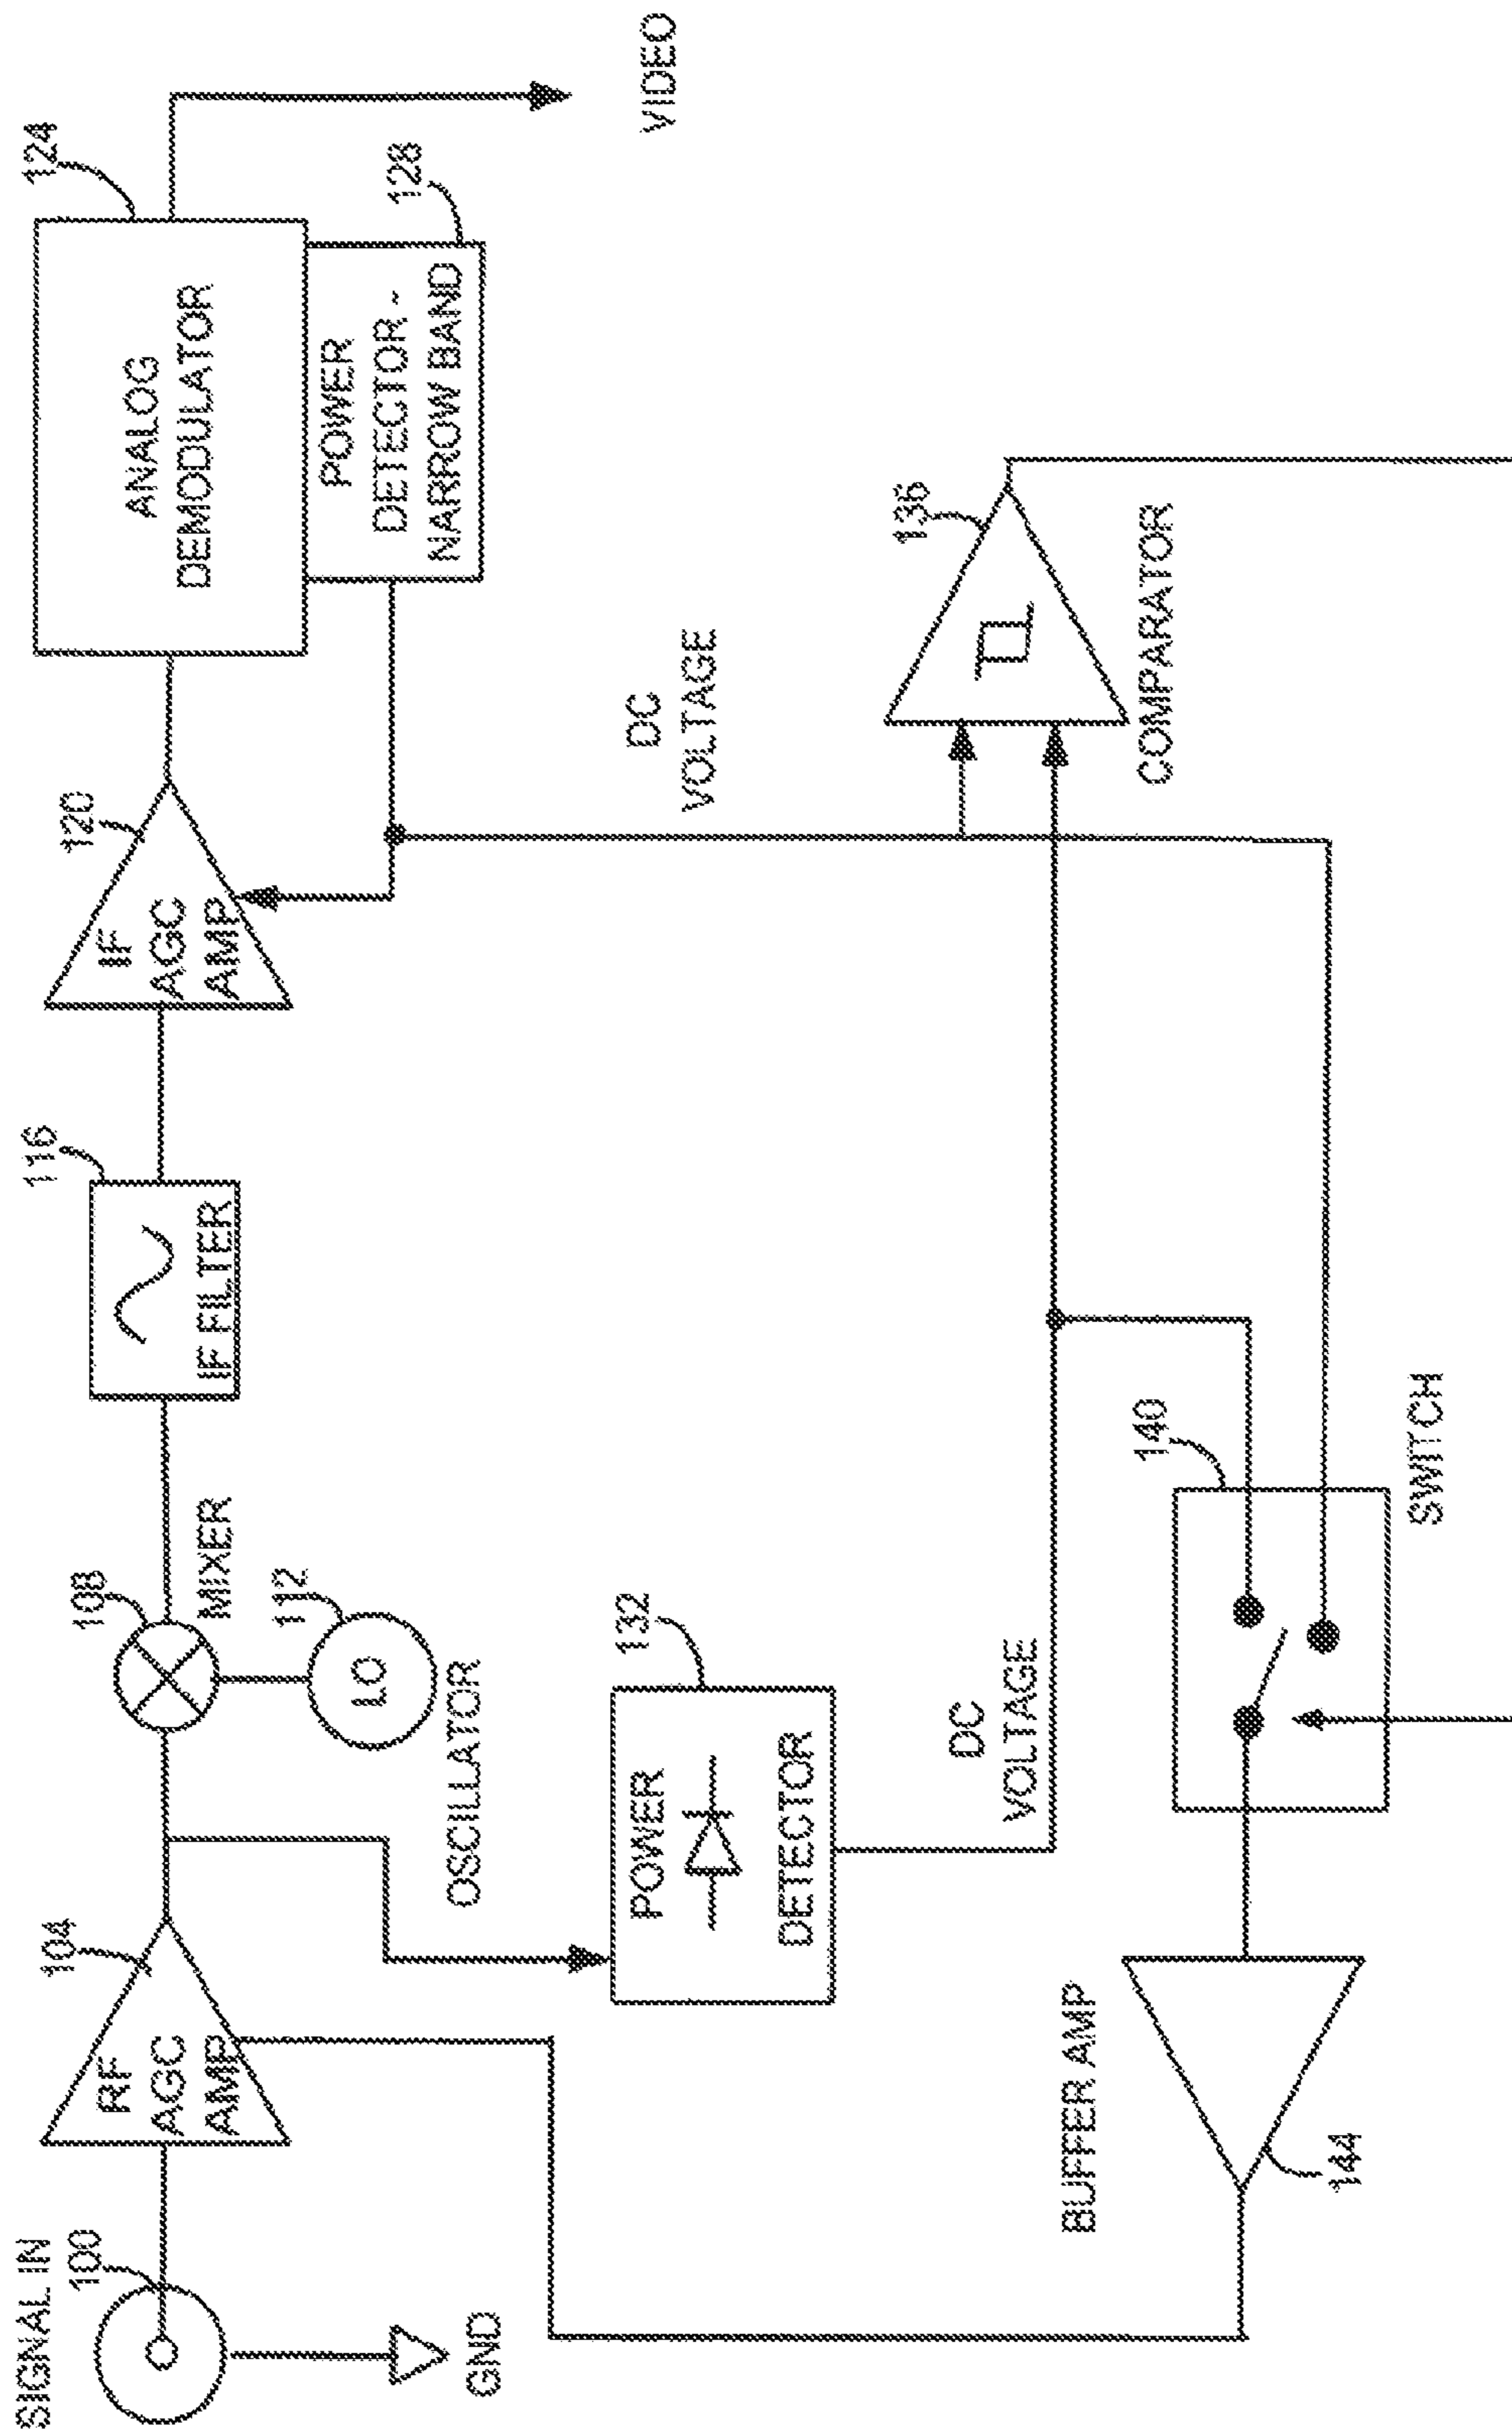 SIGNAL IN
100
GND
RF
AGC
AMP
104
108
MIXER
LO
112
OSCILLATOR
116
IF FILTER
IF
AGC
AMP
120
ANALOG
DEMODULATOR
124
POWER
DETECTOR -
NARROW BAND
128
VIDEO
POWER
DETECTOR
132
DC
VOLTAGE
DC
VOLTAGE
136
COMPARATOR
140
SWITCH
BUFFER AMP
144